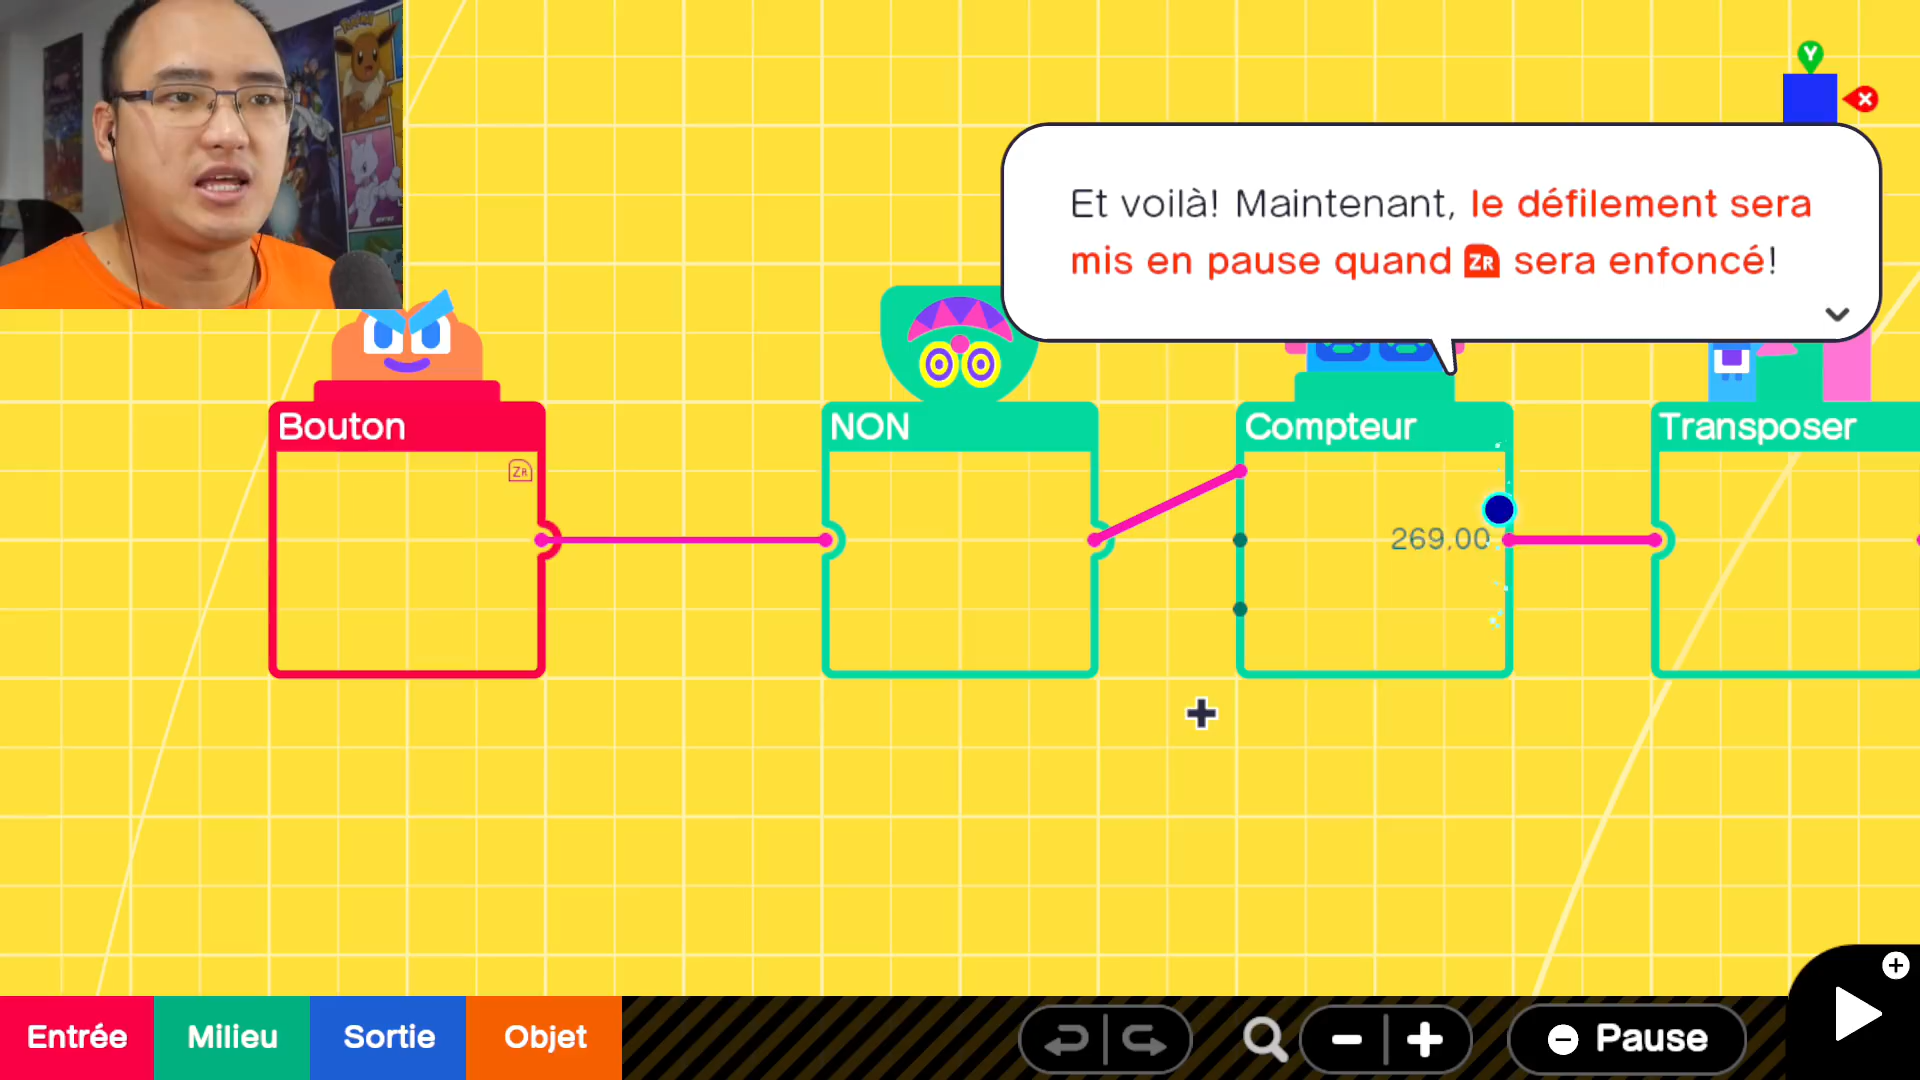 Y
Et voilà! Maintenant, le défilement sera
mis en pause quand ZR sera enfoncé!
Bouton
ZR
NON
Compteur
269,00
Transposer
Entrée
Milieu
Sortie
Objet
Pause